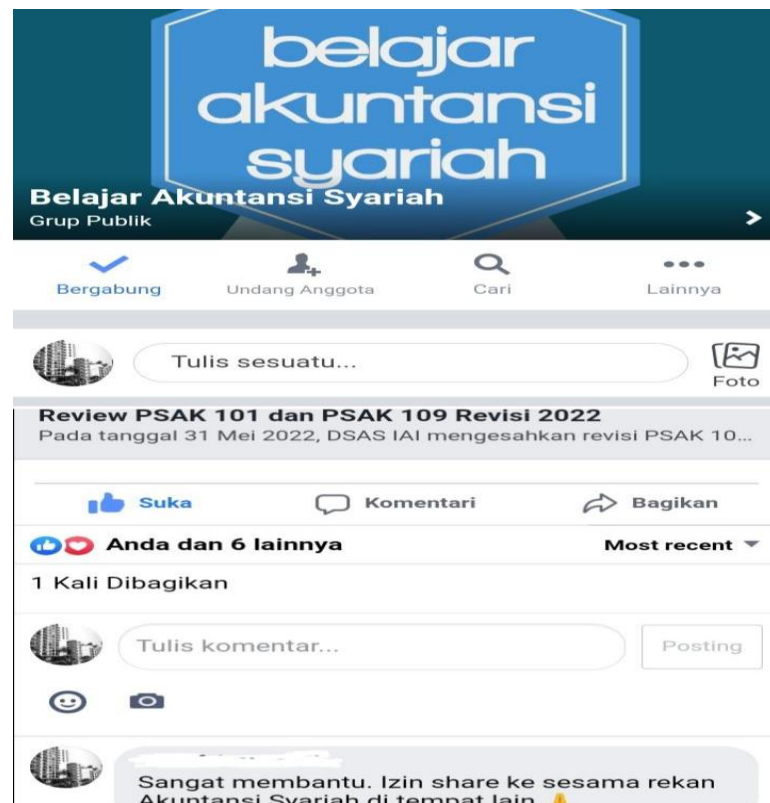 belajar
akuntansi
syariah
Belajar Akuntansi Syariah
Grup Publik
Bergabung
Undang Anggota
Cari
Lainnya
Tulis sesuatu...
Foto
Review PSAK 101 dan PSAK 109 Revisi 2022
Pada tanggal 31 Mei 2022, DSAS IAI mengesahkan revisi PSAK 10...
Suka
Komentari
Bagikan
Anda dan 6 lainnya
Most recent
1 Kali Dibagikan
Tulis komentar...
Posting
Sangat membantu. Izin share ke sesama rekan
Akuntansi Syariah di tempat lain